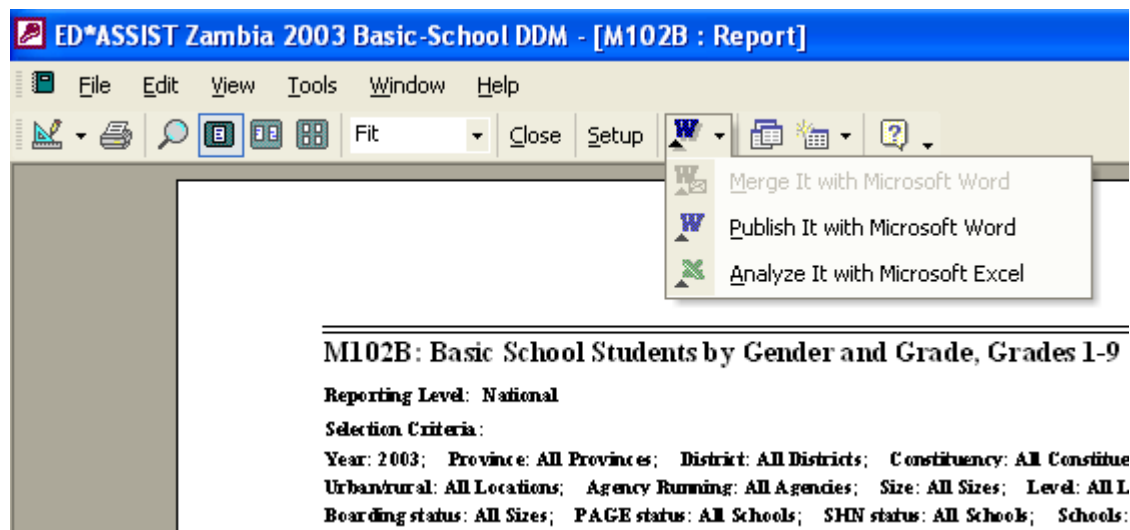 ED*ASSIST Zambia 2003 Basic-School DDM - [M102B : Report]
File Edit View Tools Window Help
Fit Close Setup
Merge It with Microsoft Word
Publish It with Microsoft Word
Analyze It with Microsoft Excel
M102B: Basic School Students by Gender and Grade, Grades 1-9
Reporting Level: National
Selection Criteria:
Year: 2003; Province: All Provinces; District: All Districts; Constituency: All Constitue
Urban/rural: All Locations; Agency Running: All Agencies; Size: All Sizes; Level: All L
Boarding status: All Sizes; PAGE status: All Schools; SHN status: All Schools; Schools: